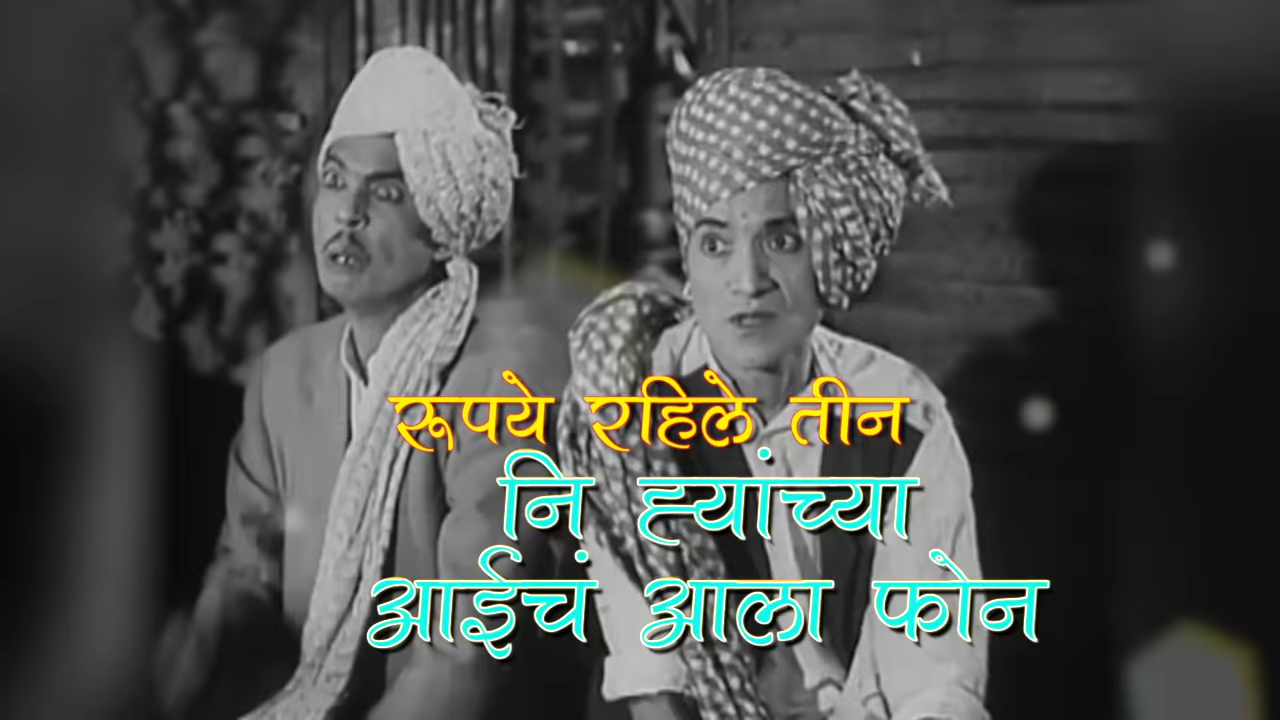 रूपये रहिले तीन
नि ह्यांच्या
आईचं आला फोन